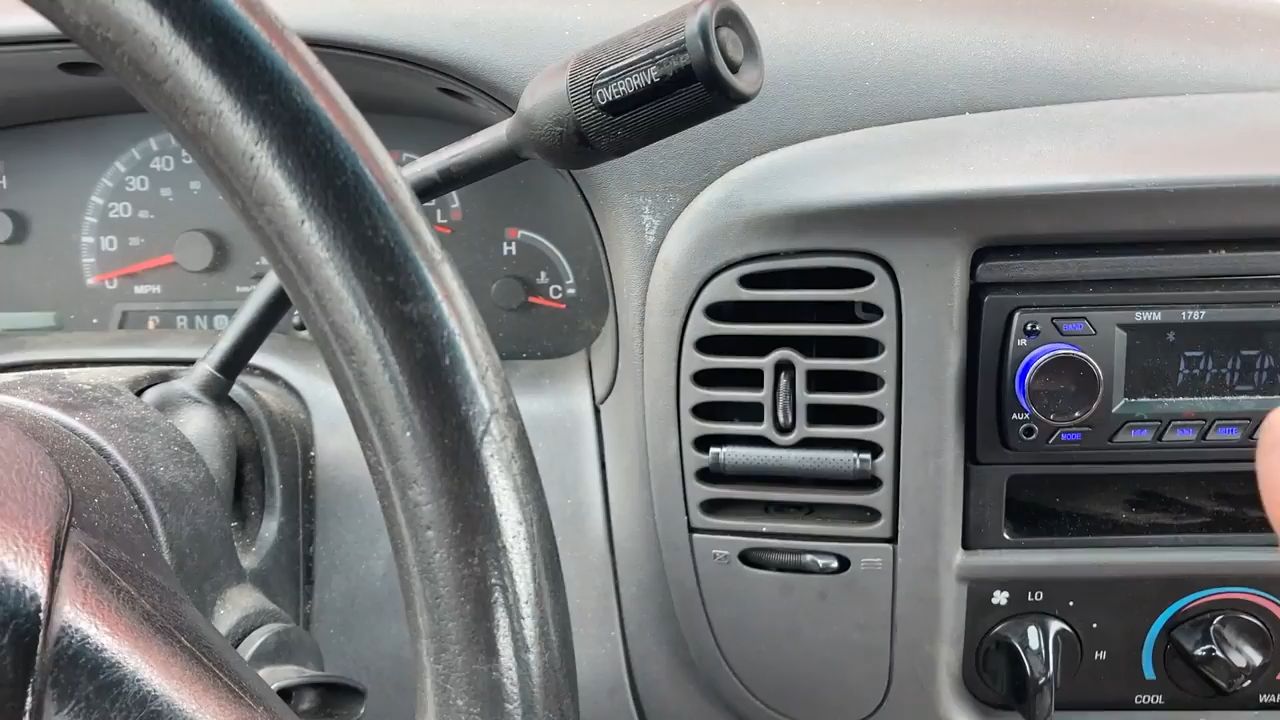 OVERDRIVE
H
40
30
20
10
0
MPH
R N
L
H
C
SWM 1787
BAND
IR
AUX
MODE
MUTE
LO
HI
COOL